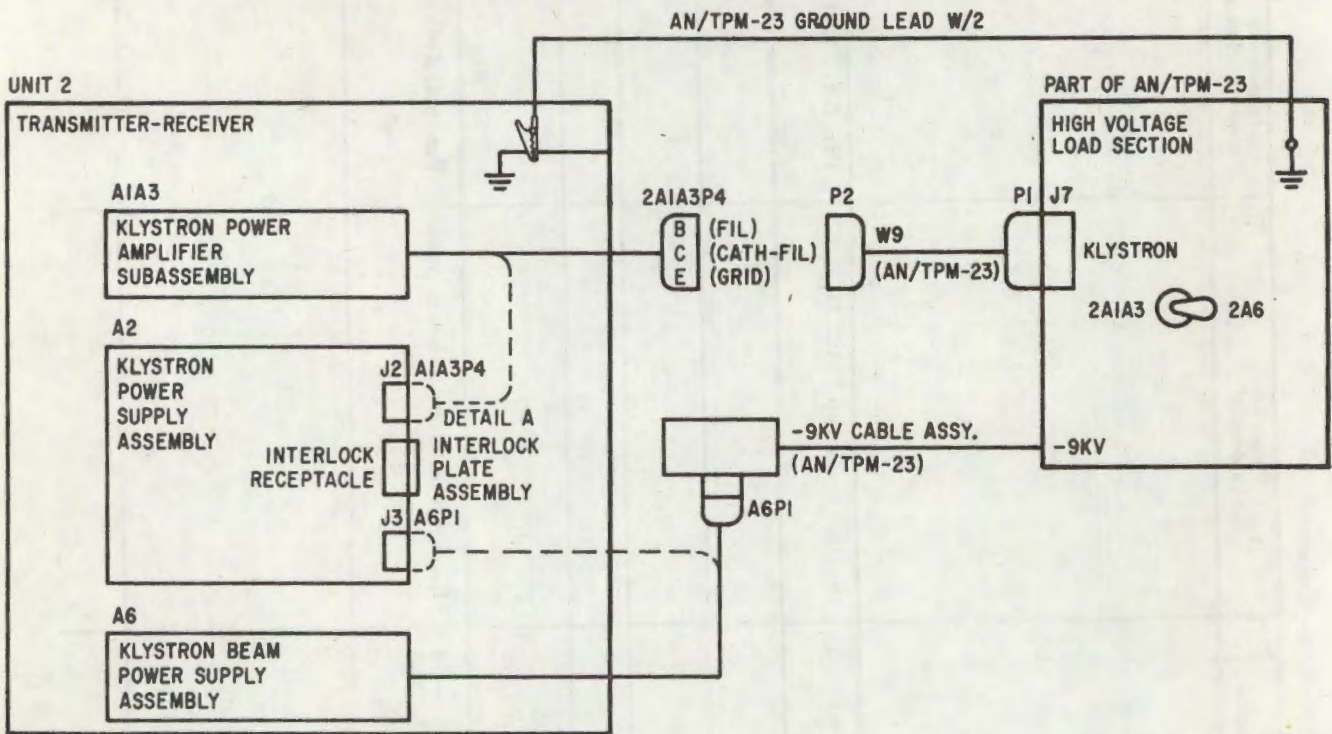 AN/TPM-23 GROUND LEAD W/2
UNIT 2
TRANSMITTER-RECEIVER
A1A3
KLYSTRON POWER
AMPLIFIER
SUBASSEMBLY
A2
KLYSTRON
POWER
SUPPLY
ASSEMBLY
J2 A1A3P4
DETAIL A
INTERLOCK
RECEPTACLE
INTERLOCK
PLATE
ASSEMBLY
J3 A6P1
A6
KLYSTRON BEAM
POWER SUPPLY
ASSEMBLY
2A1A3P4
B (FIL)
C (CATH-FIL)
E (GRID)
P2
W9
(AN/TPM-23)
P1 J7
PART OF AN/TPM-23
HIGH VOLTAGE
LOAD SECTION
KLYSTRON
2A1A3 2A6
-9KV CABLE ASSY.
(AN/TPM-23)
-9KV
A6P1